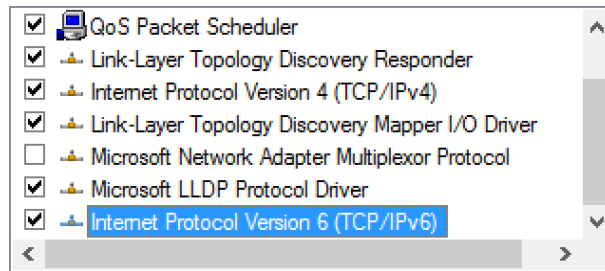 QoS Packet Scheduler
Link-Layer Topology Discovery Responder
Internet Protocol Version 4 (TCP/IPv4)
Link-Layer Topology Discovery Mapper I/O Driver
Microsoft Network Adapter Multiplexor Protocol
Microsoft LLDP Protocol Driver
Internet Protocol Version 6 (TCP/IPv6)